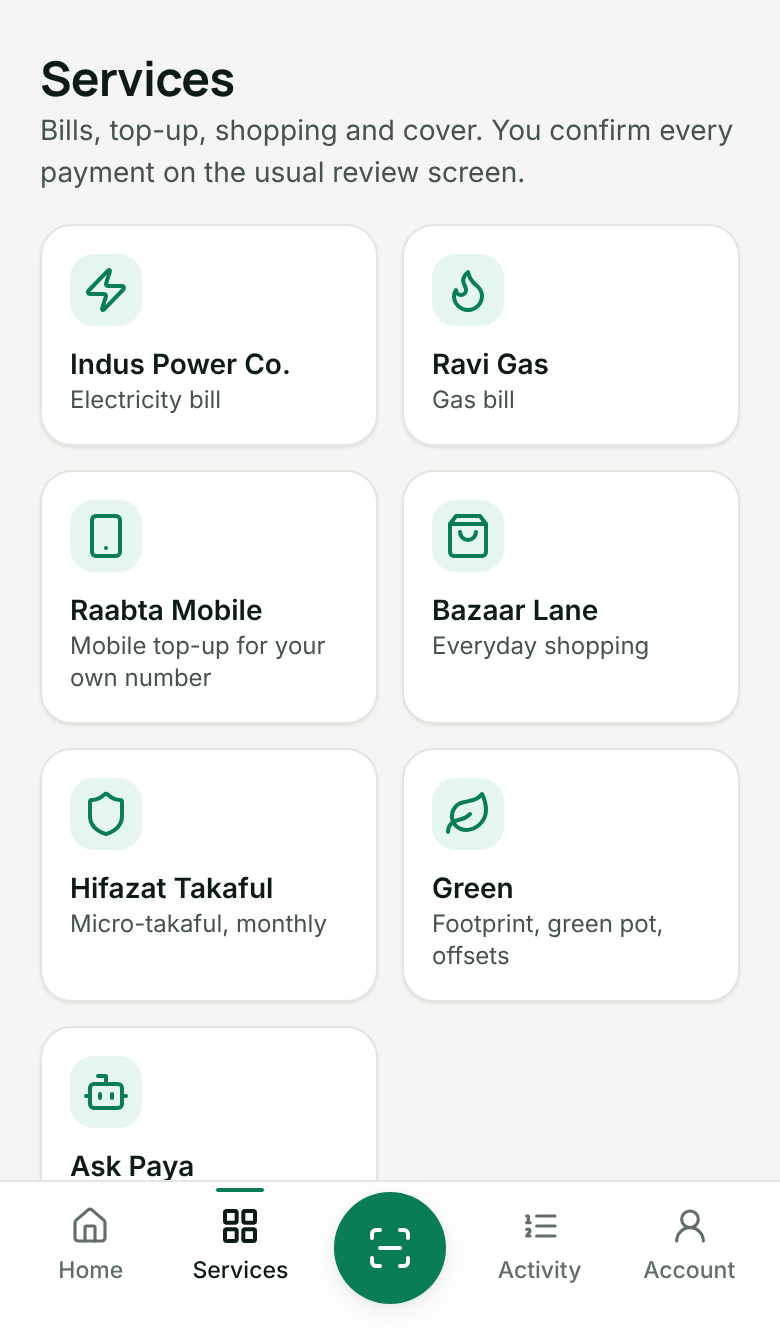 Services
Bills, top-up, shopping and cover. You confirm every
payment on the usual review screen.
Indus Power Co.
Electricity bill
Ravi Gas
Gas bill
Raabta Mobile
Mobile top-up for your
own number
Bazaar Lane
Everyday shopping
Hifazat Takaful
Micro-takaful, monthly
Green
Footprint, green pot,
offsets
Ask Paya
Home
Services
Activity
Account